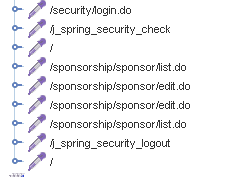 /security/login.do
/j_spring_security_check
/
/sponsorship/sponsor/list.do
/sponsorship/sponsor/edit.do
/sponsorship/sponsor/edit.do
/sponsorship/sponsor/list.do
/j_spring_security_logout
/